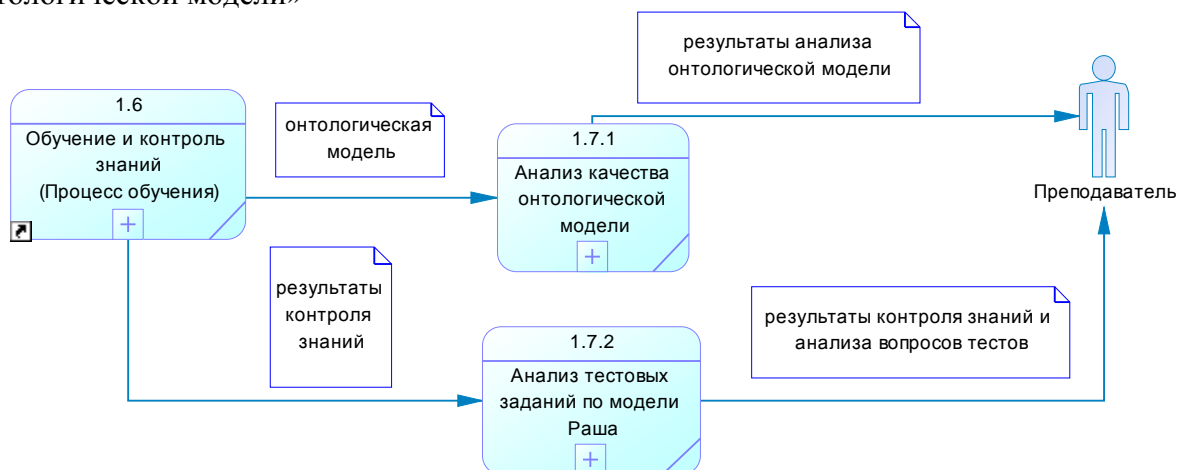 тологической модели»
результаты анализа
онтологической модели
1.6
Обучение и контроль
знаний
(Процесс обучения)
онтологическая
модель
1.7.1
Анализ качества
онтологической
модели
Преподаватель
результаты
контроля
знаний
1.7.2
Анализ тестовых
заданий по модели
Раша
результаты контроля знаний и
анализа вопросов тестов